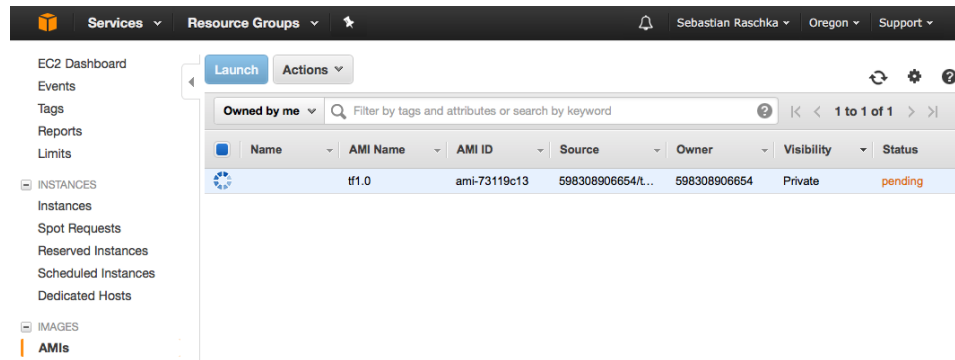 Services Resource Groups Sebastian Raschka Oregon Support
EC2 Dashboard
Events
Tags
Reports
Limits
INSTANCES
Instances
Spot Requests
Reserved Instances
Scheduled Instances
Dedicated Hosts
IMAGES
AMIs
Launch Actions
Owned by me Filter by tags and attributes or search by keyword 1 to 1 of 1
Name AMI Name AMI ID Source Owner Visibility Status
tf1.0 ami-73119c13 598308906654/t... 598308906654 Private pending